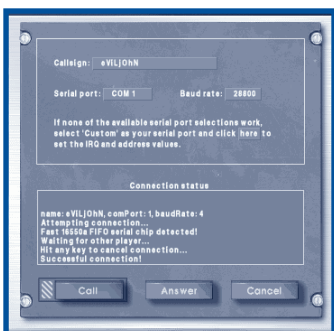 Callsign: eViLjOhN
Serial port: COM 1 Baud rate: 28800
If none of the available serial port selections work,
select 'Custom' as your serial port and click here to
set the IRQ and address values.
Connection status
name: eViLjOhN, comPort: 1, baudRate: 4
Attempting connection...
Fast 16550a FIFO serial chip detected!
Waiting for other player...
Hit any key to cancel connection...
Successful connection!
Call Answer Cancel